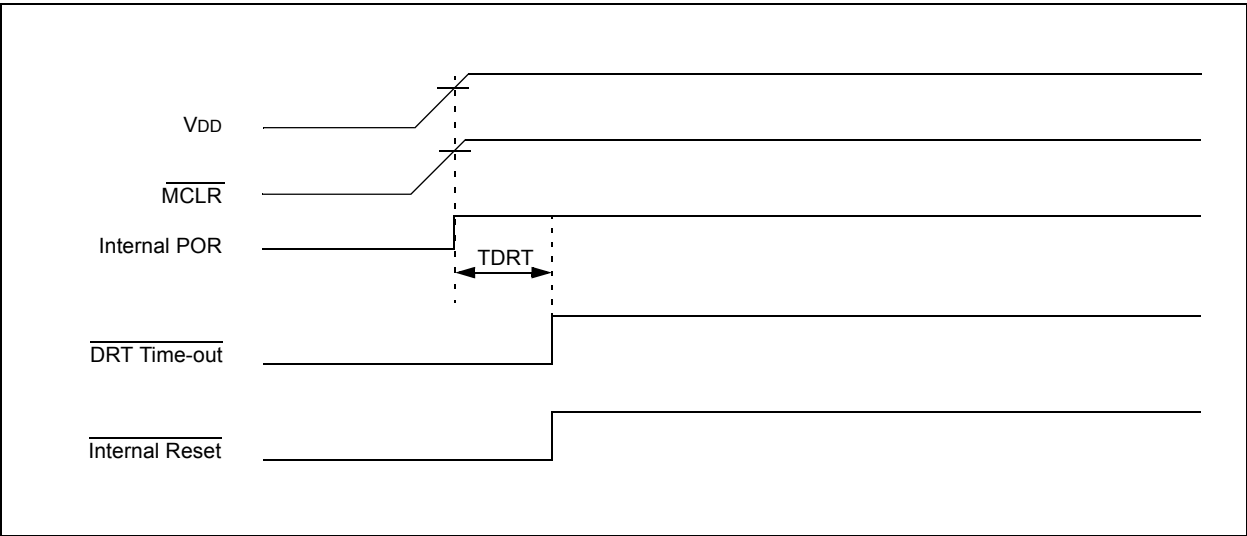 VDD
MCLR
Internal POR
TDRT
DRT Time-out
Internal Reset